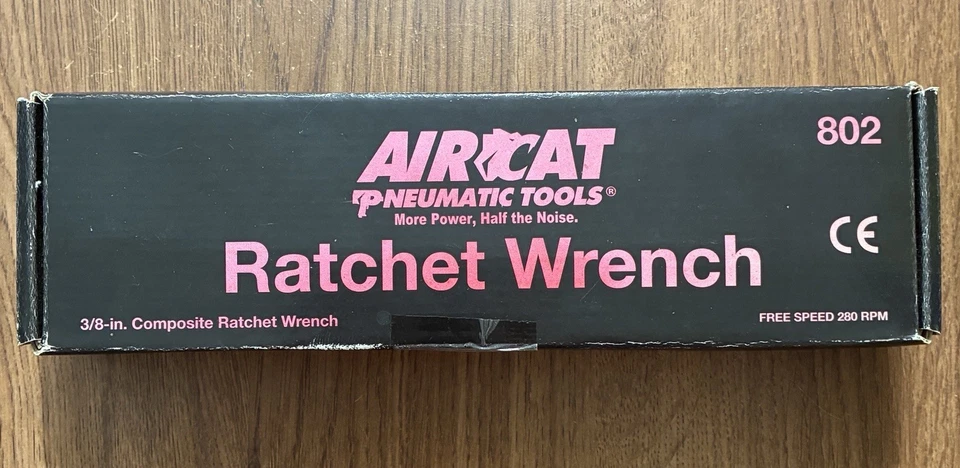 802
AIRCAT
PNEUMATIC TOOLS®
More Power, Half the Noise.
CE
Ratchet Wrench
3/8-in. Composite Ratchet Wrench
FREE SPEED 280 RPM